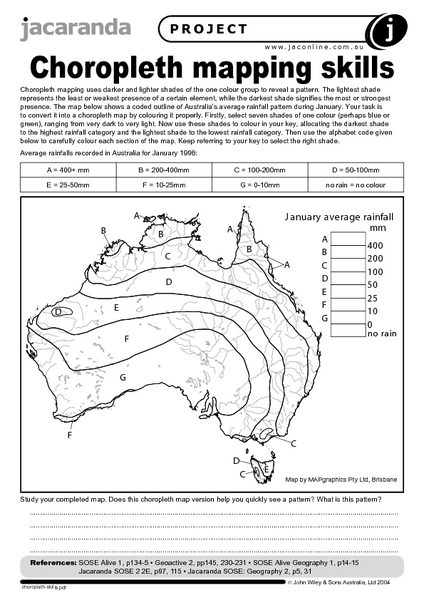 jacaranda
PROJECT
j
www.jaconline.com.au
Choropleth mapping skills
Choropleth mapping uses darker and lighter shades of the one colour group to reveal a pattern. The lightest shade
represents the least or weakest presence of a certain element, while the darkest shade signifies the most or strongest
presence. The map below shows a coded outline of Australia's average rainfall pattern during January. Your task is
to convert it into a choropleth map by colouring it properly. Firstly, select seven shades of one colour (perhaps blue or
green), ranging from very dark to very light. Now use these shades to colour in your key, allocating the darkest shade
to the highest rainfall category and the lightest shade to the lowest rainfall category. Then use the alphabet code given
below to carefully colour each section of the map. Keep referring to your key to select the right shade.
Average rainfalls recorded in Australia for January 1996:
A = 400+ mm B = 200-400mm C = 100-200mm D = 50-100mm
E = 25-50mm F = 10-25mm G = 0-10mm no rain = no colour
January average rainfall
mm
A
400
B
200
C
100
D
50
E
25
F
10
G
0
no rain
A
B
B
C
B
A
D
D
E
F
G
F
C
D
C
E
Map by MAPgraphics Pty Ltd, Brisbane
Study your completed map. Does this choropleth map version help you quickly see a pattern? What is this pattern?
References: SOSE Alive 1, p134-5 • Geoactive 2, pp145, 230-231 • SOSE Alive Geography 1, p14-15
Jacaranda SOSE 2 2E, p97, 115 • Jacaranda SOSE: Geography 2, p5, 31
© John Wiley & Sons Australia, Ltd 2004
choropleth-skills.pdf